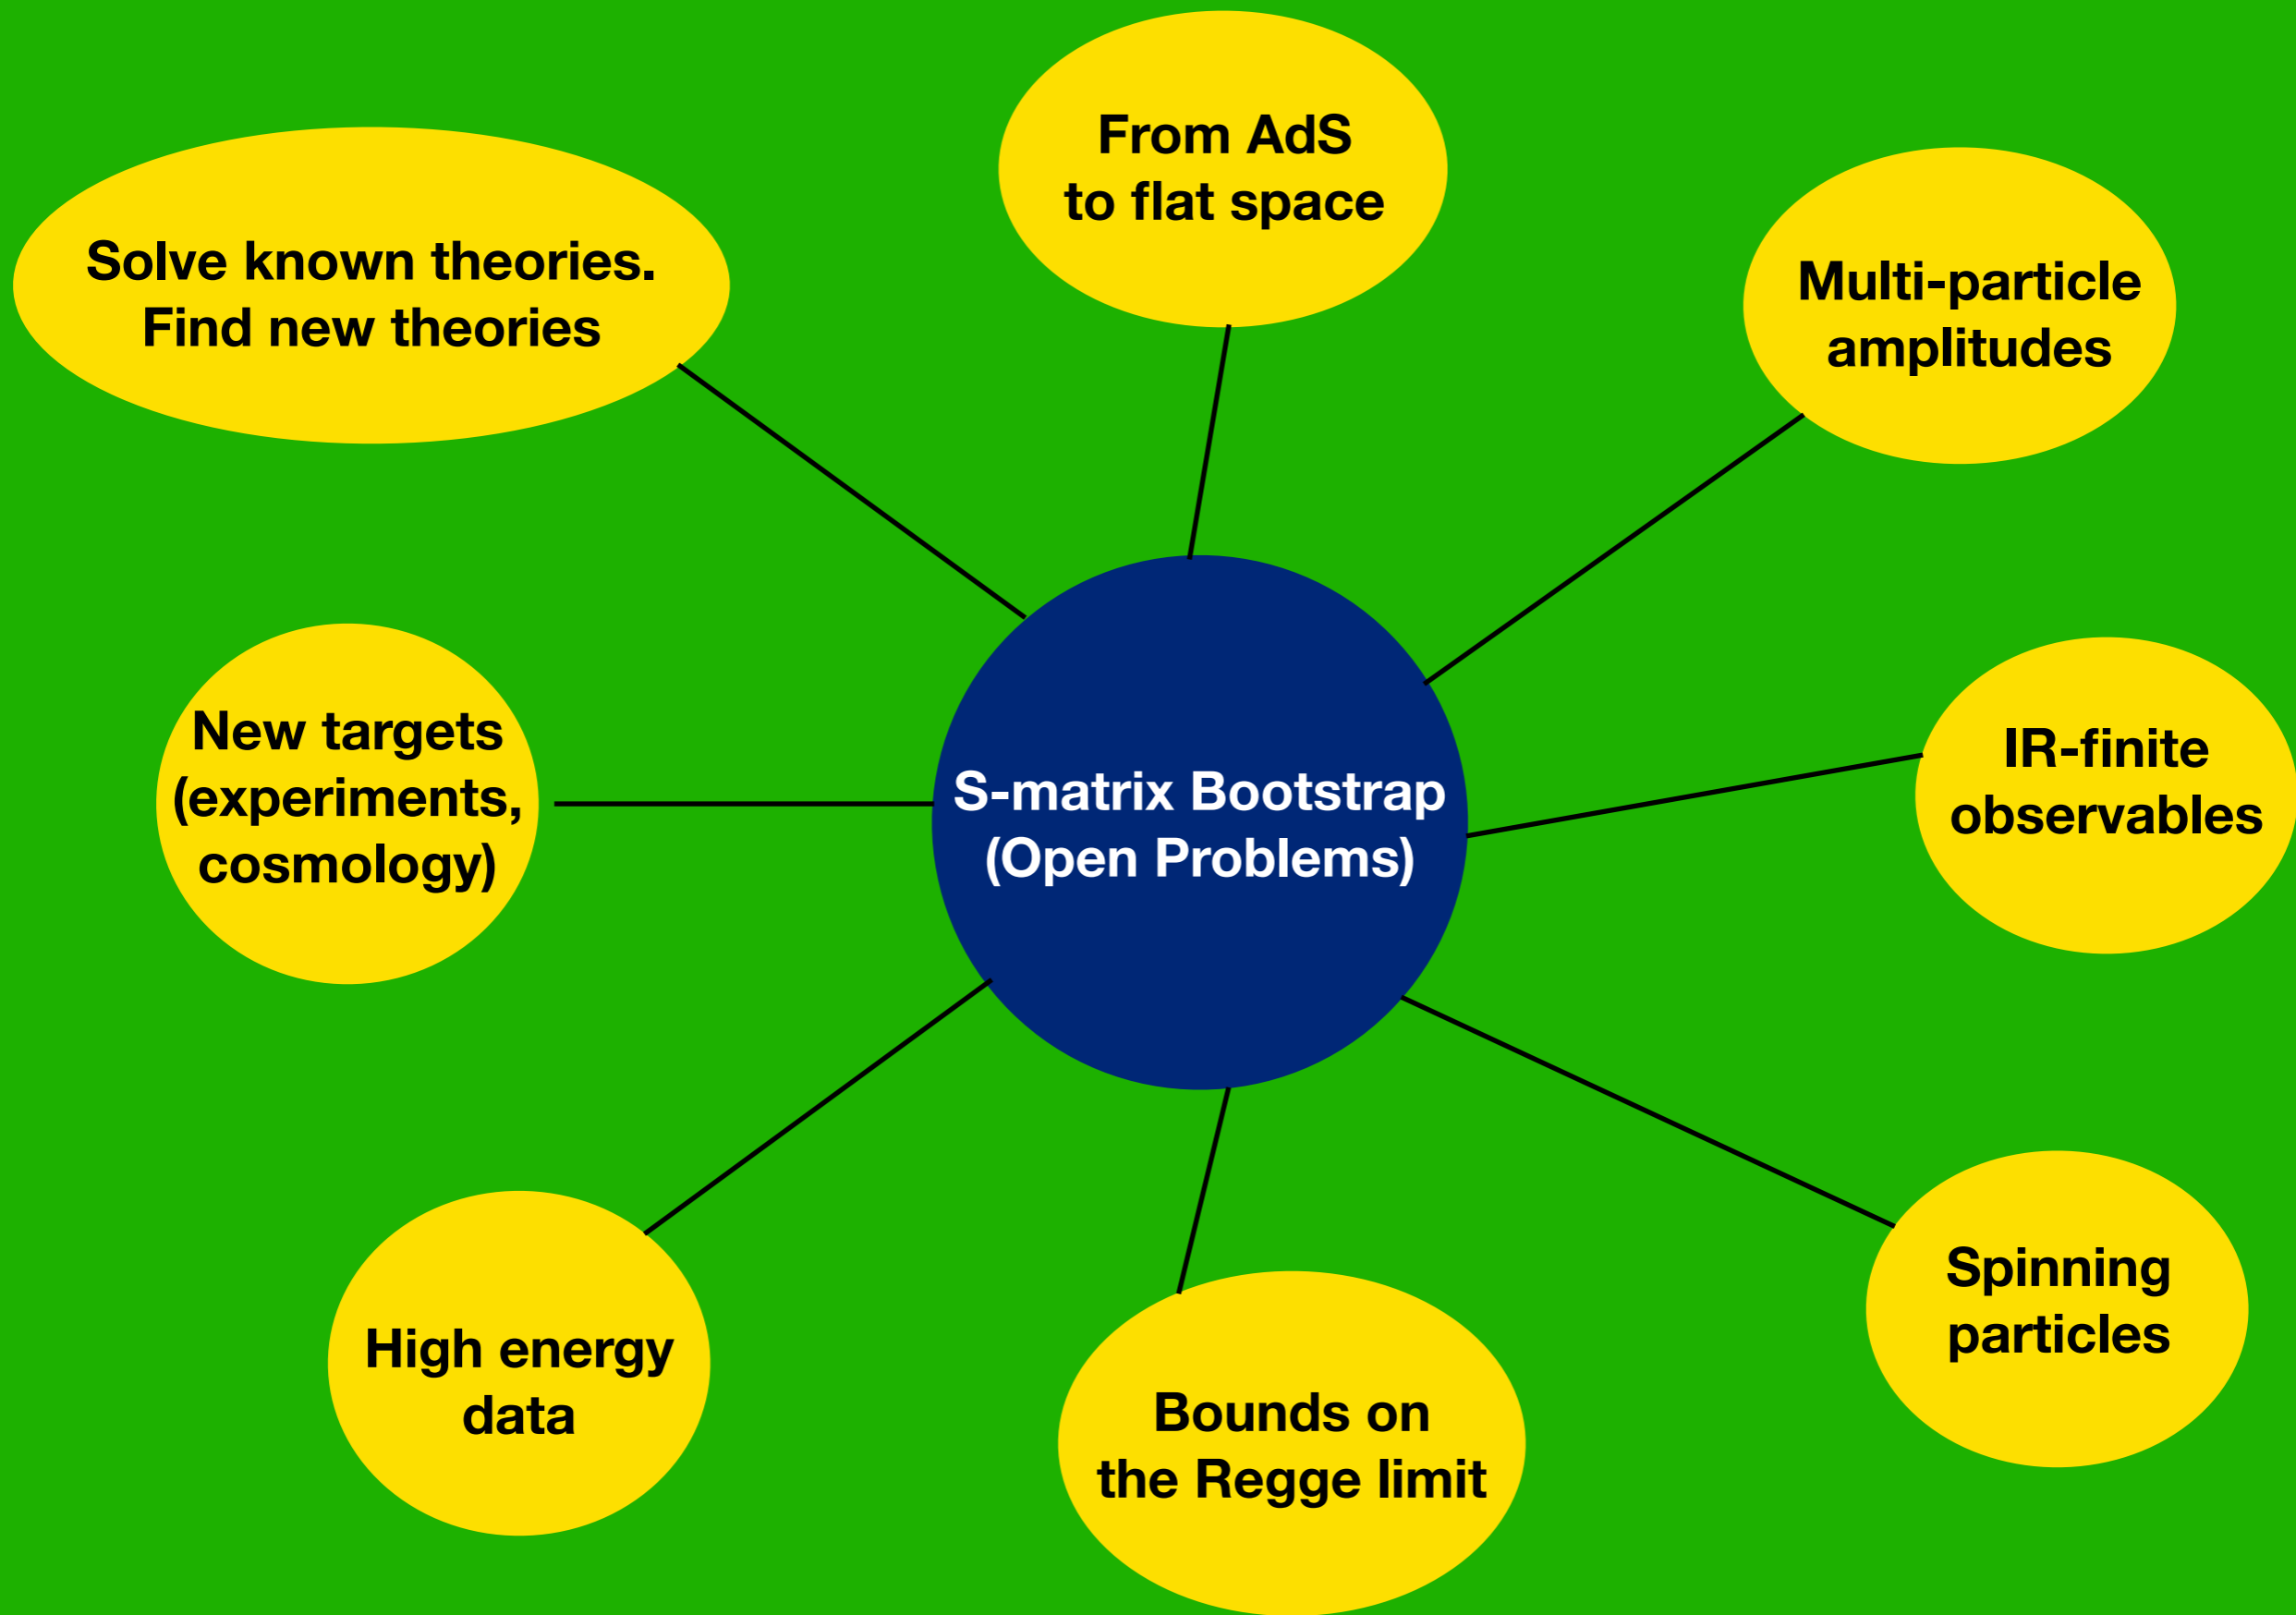 From AdS
to flat space
Solve known theories.
Find new theories
Multi-particle
amplitudes
New targets
(experiments,
cosmology)
S-matrix Bootstrap
(Open Problems)
IR-finite
observables
High energy
data
Bounds on
the Regge limit
Spinning
particles